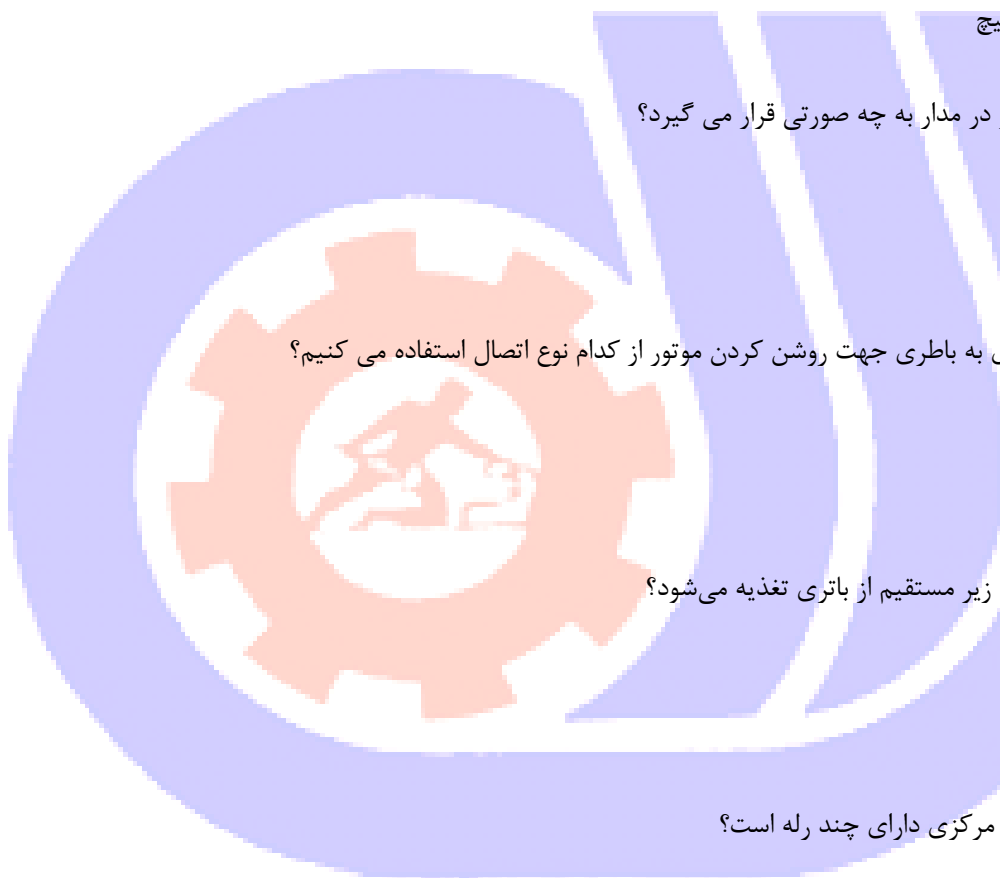 در مدار به چه صورتی قرار می گیرد؟
به باطری جهت روشن کردن موتور از کدام نوع اتصال استفاده می کنیم؟
زیر مستقیم از باتری تغذیه می‌شود؟
مرکزی دارای چند رله است؟